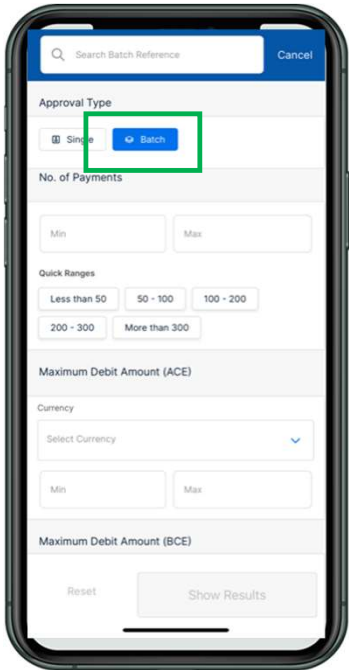 Search Batch Reference Cancel
Approval Type
Single Batch
No. of Payments
Min Max
Quick Ranges
Less than 50 50 - 100 100 - 200
200 - 300 More than 300
Maximum Debit Amount (ACE)
Currency
Select Currency
Min Max
Maximum Debit Amount (BCE)
Reset Show Results